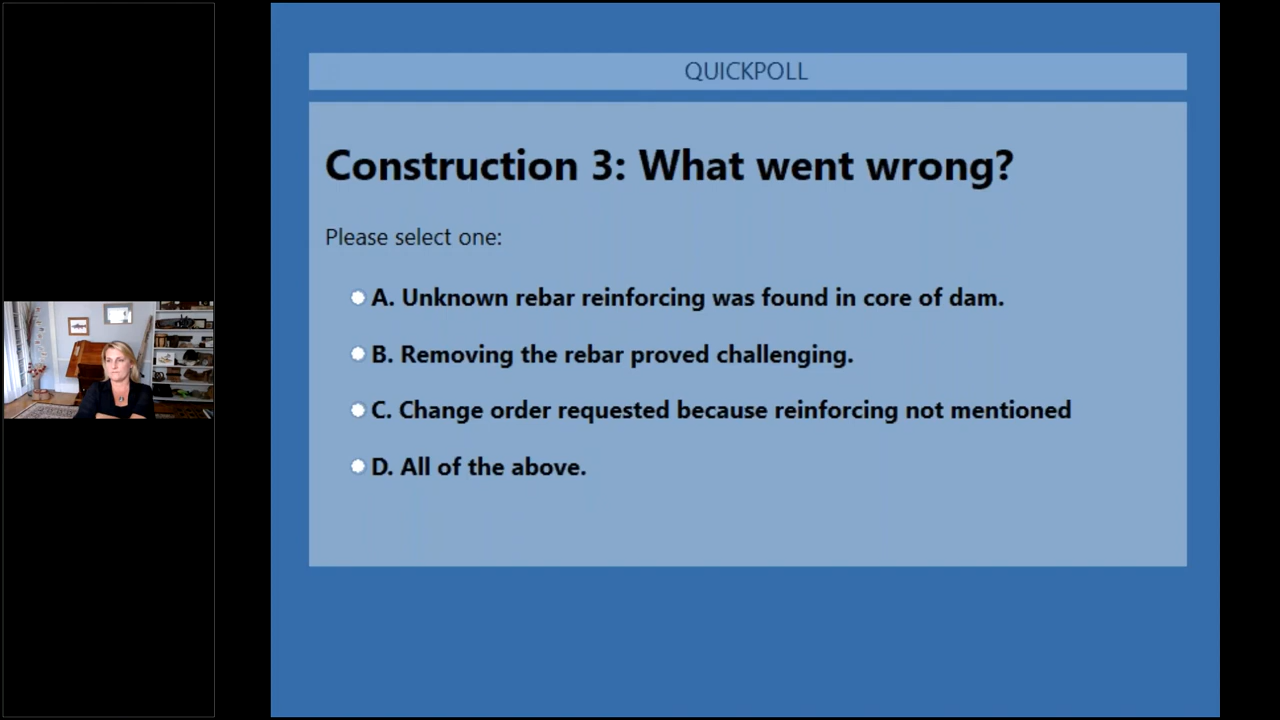 QUICKPOLL
Construction 3: What went wrong?
Please select one:
A. Unknown rebar reinforcing was found in core of dam.
B. Removing the rebar proved challenging.
C. Change order requested because reinforcing not mentioned
D. All of the above.